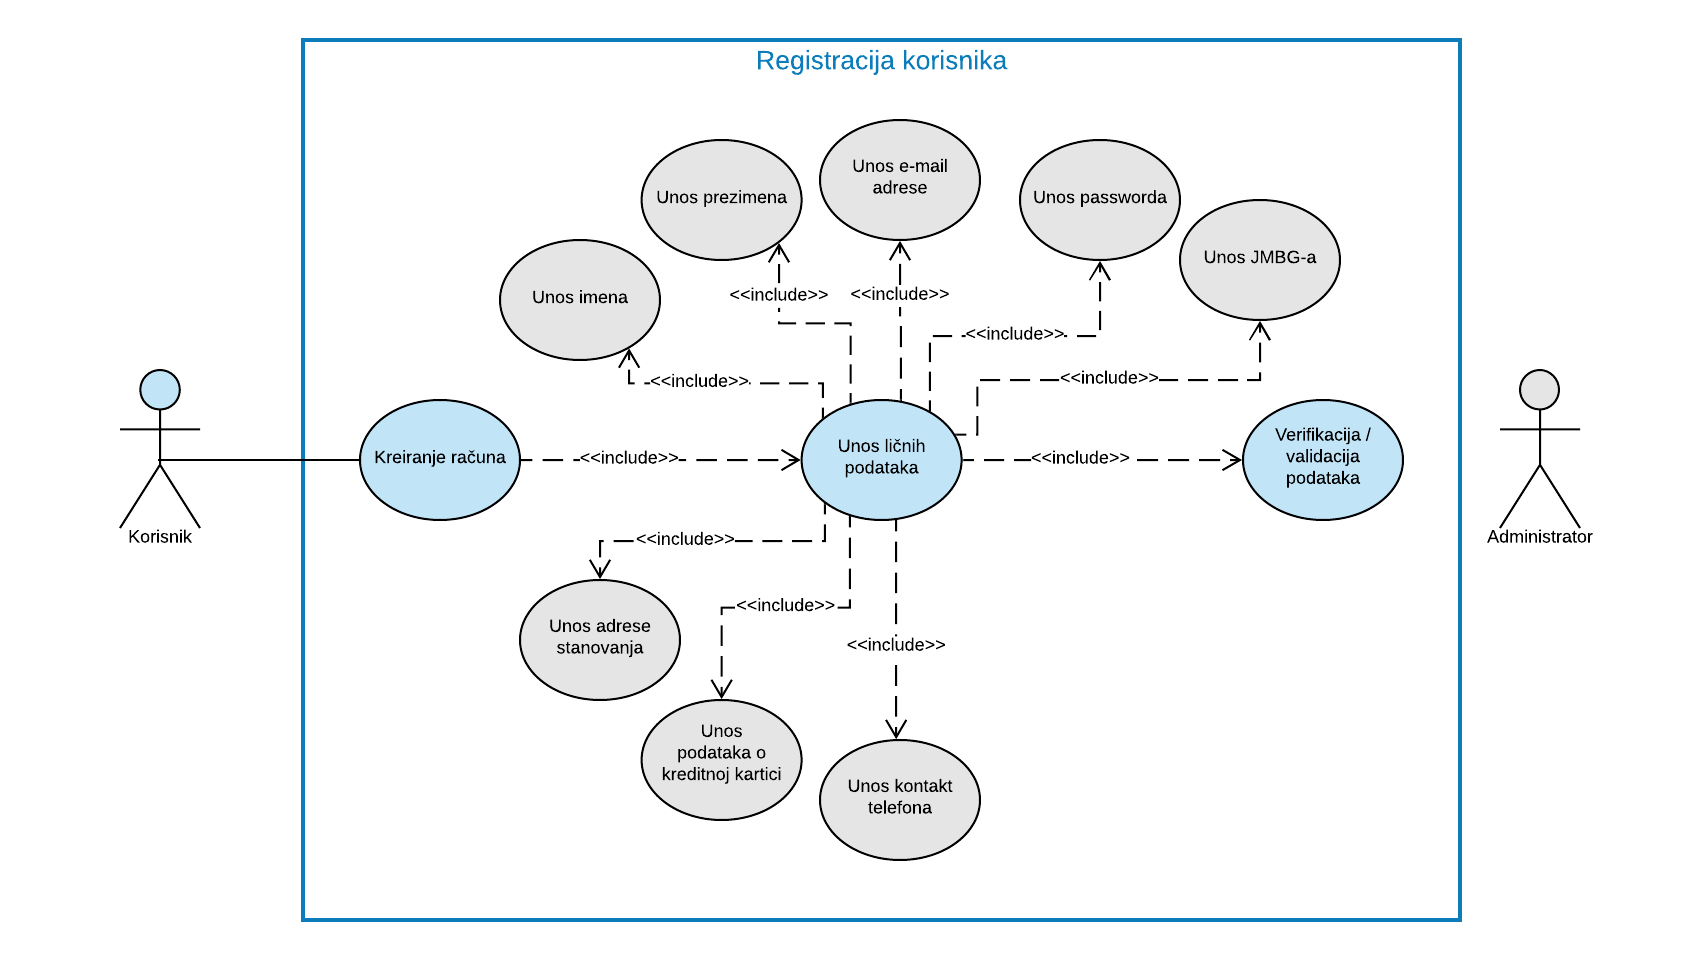 Registracija korisnika
Unos e-mail
adrese
Unos prezimena
Unos passworda
Unos JMBG-a
Unos imena
<<include>>
<<include>>
<<include>>
<<include>>
<<include>>
Kreiranje računa
<<include>>
Unos ličnih
podataka
<<include>>
Verifikacija /
validacija
podataka
Korisnik
Administrator
<<include>>
<<include>>
<<include>>
Unos adrese
stanovanja
Unos
podataka o
kreditnoj kartici
Unos kontakt
telefona